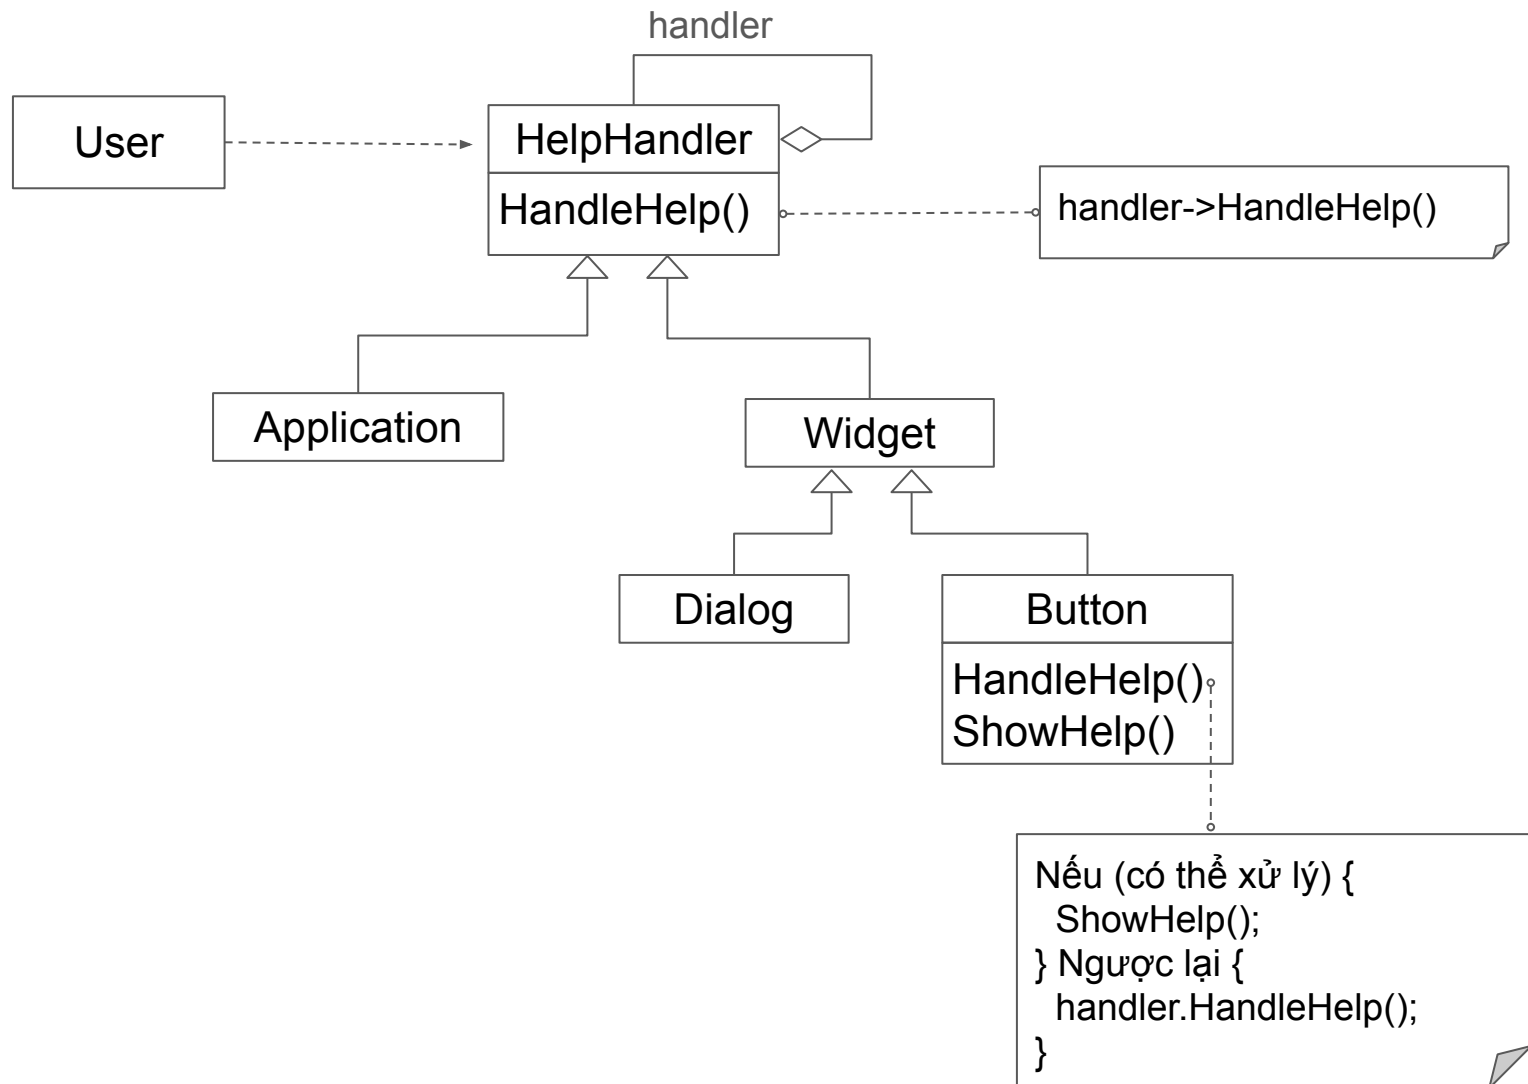 handler
User
HelpHandler
HandleHelp()
handler->HandleHelp()
Application
Widget
Dialog
Button
HandleHelp()
ShowHelp()
Nếu (có thể xử lý) {
ShowHelp();
} Ngược lại {
handler.HandleHelp();
}